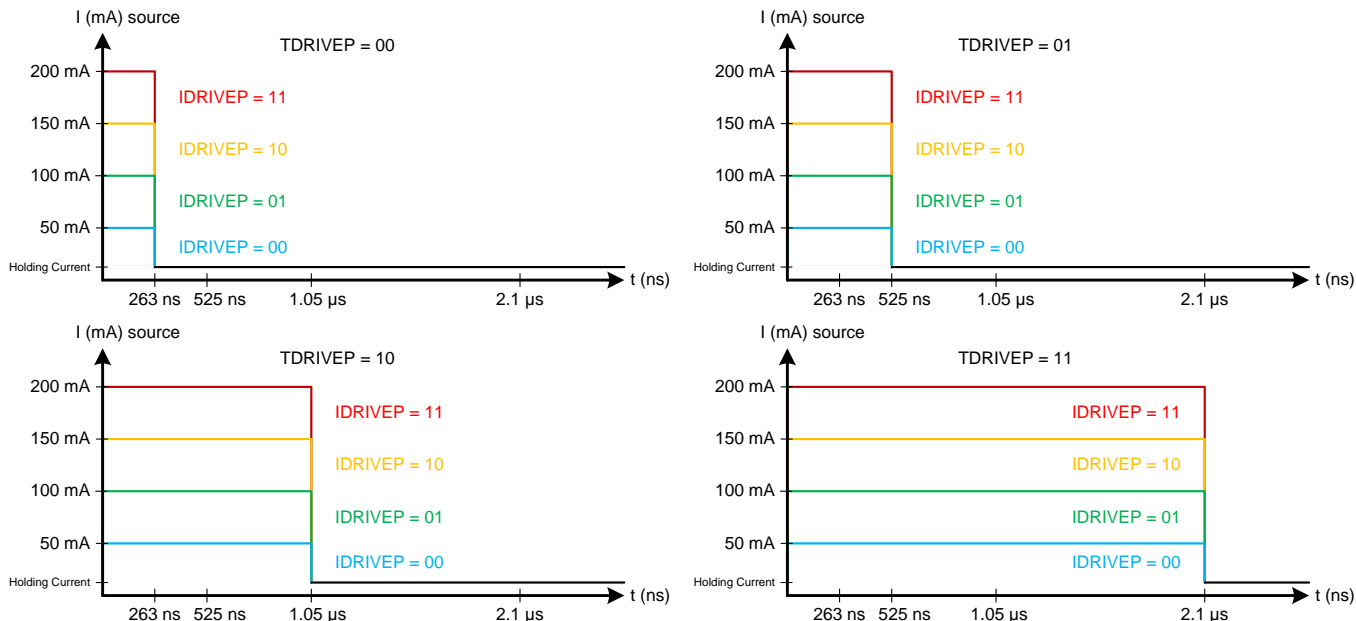 I (mA) source
TDRIVEP = 00
200 mA
IDRIVEP = 11
150 mA
IDRIVEP = 10
100 mA
IDRIVEP = 01
50 mA
IDRIVEP = 00
Holding Current
t (ns)
263 ns 525 ns 1.05 µs 2.1 µs
I (mA) source
TDRIVEP = 01
200 mA
IDRIVEP = 11
150 mA
IDRIVEP = 10
100 mA
IDRIVEP = 01
50 mA
IDRIVEP = 00
Holding Current
t (ns)
263 ns 525 ns 1.05 µs 2.1 µs
I (mA) source
TDRIVEP = 10
200 mA
IDRIVEP = 11
150 mA
IDRIVEP = 10
100 mA
IDRIVEP = 01
50 mA
IDRIVEP = 00
Holding Current
t (ns)
263 ns 525 ns 1.05 µs 2.1 µs
I (mA) source
TDRIVEP = 11
200 mA
IDRIVEP = 11
150 mA
IDRIVEP = 10
100 mA
IDRIVEP = 01
50 mA
IDRIVEP = 00
Holding Current
t (ns)
263 ns 525 ns 1.05 µs 2.1 µs